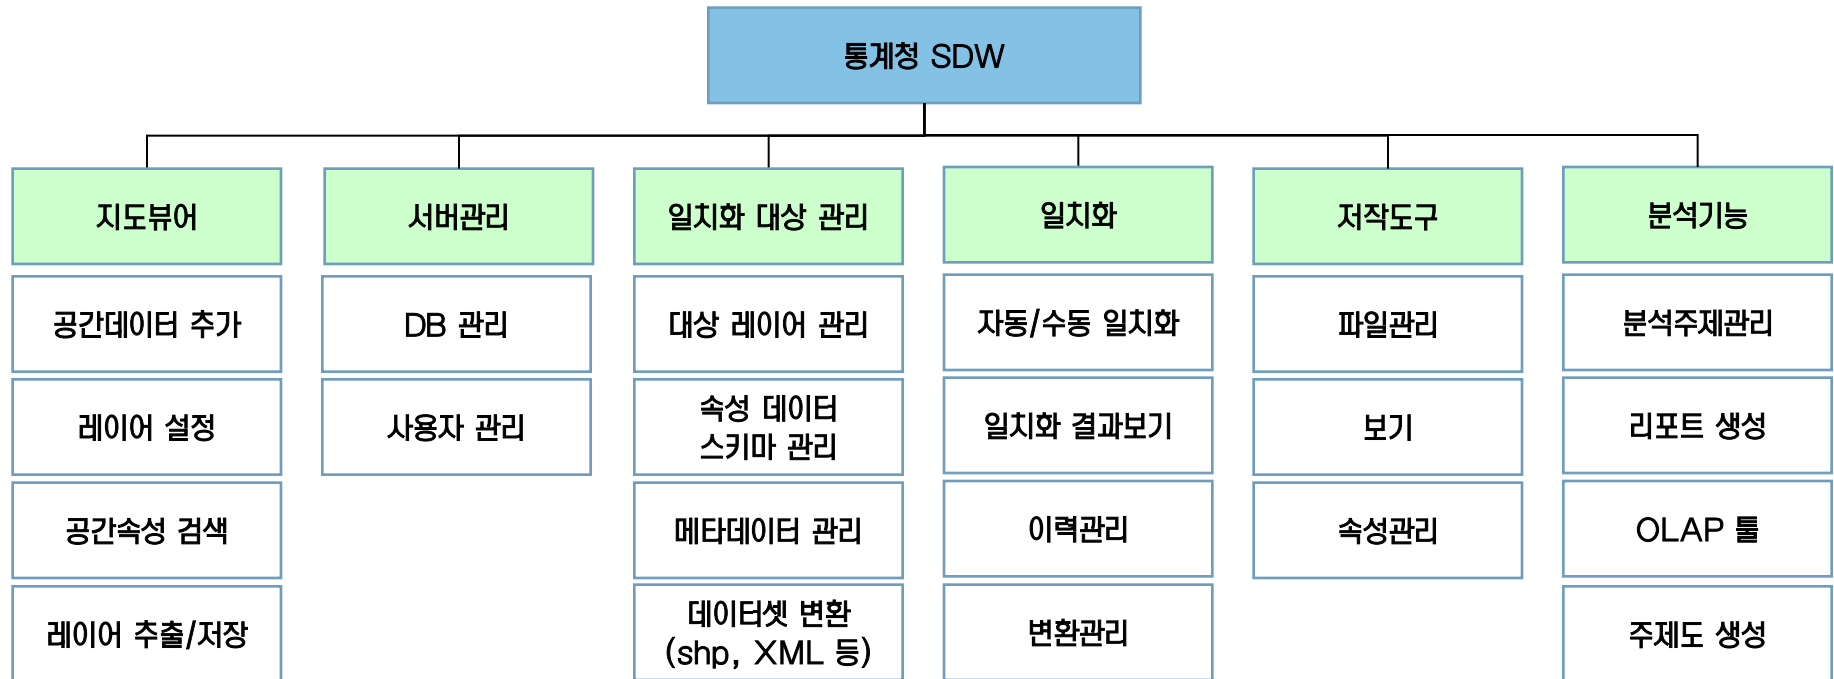 통계청 SDW
지도뷰어
서버관리
일치화 대상 관리
일치화
저작도구
분석기능
공간데이터 추가
DB 관리
대상 레이어 관리
자동/수동 일치화
파일관리
분석주제관리
레이어 설정
사용자 관리
속성 데이터
스키마 관리
일치화 결과보기
보기
리포트 생성
공간속성 검색
메타데이터 관리
이력관리
속성관리
OLAP 툴
레이어 추출/저장
데이터셋 변환
(shp, XML 등)
변환관리
주제도 생성